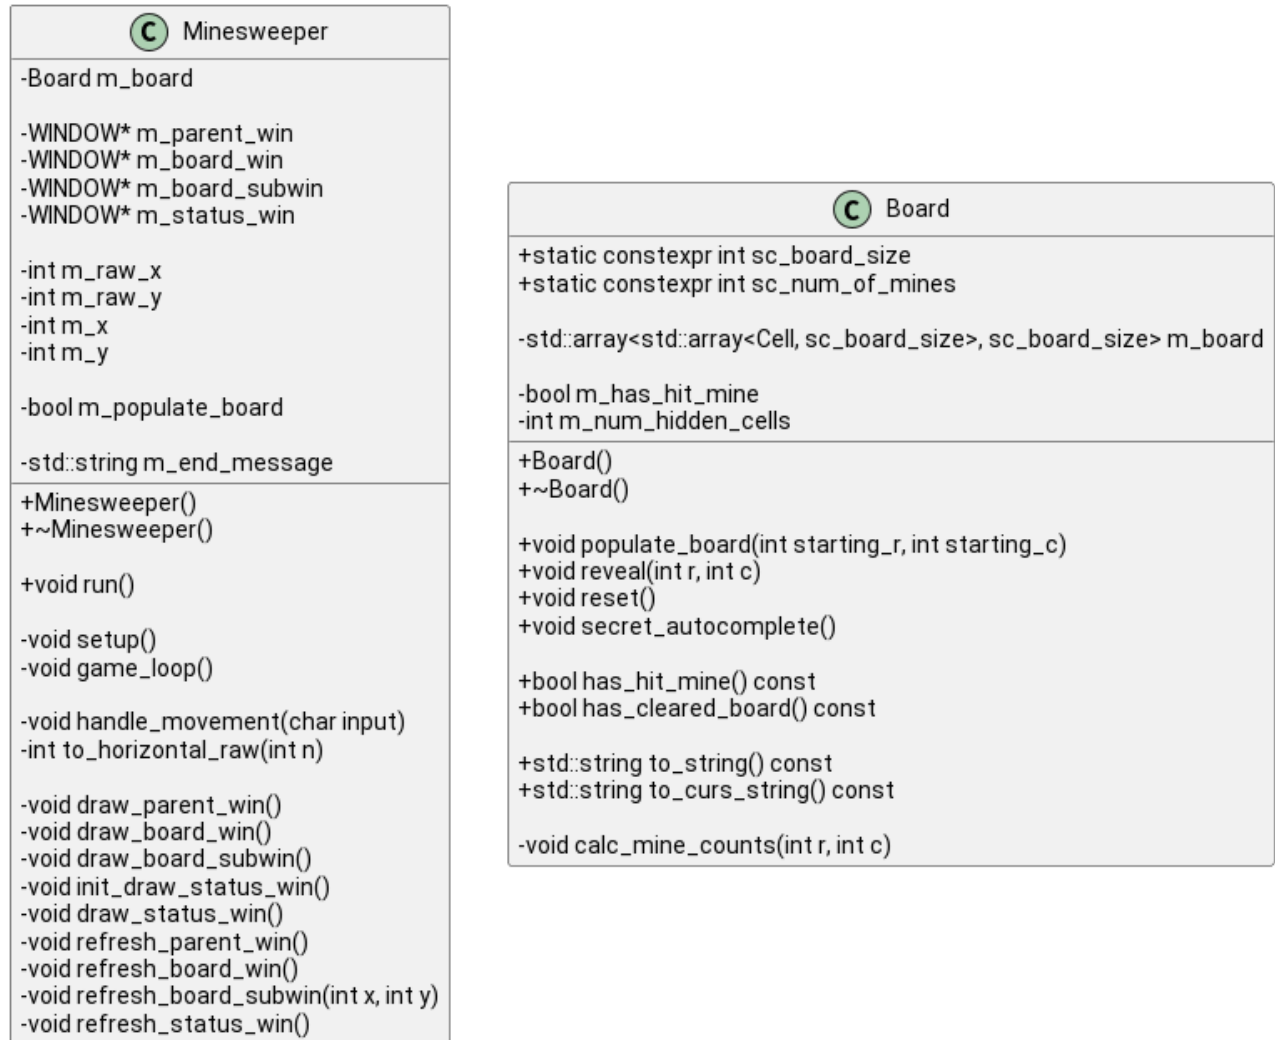 C Minesweeper
-Board m_board
-WINDOW* m_parent_win
-WINDOW* m_board_win
-WINDOW* m_board_subwin
-WINDOW* m_status_win
-int m_raw_x
-int m_raw_y
-int m_x
-int m_y
-bool m_populate_board
-std::string m_end_message
+Minesweeper()
+~Minesweeper()
+void run()
-void setup()
-void game_loop()
-void handle_movement(char input)
-int to_horizontal_raw(int n)
-void draw_parent_win()
-void draw_board_win()
-void draw_board_subwin()
-void init_draw_status_win()
-void draw_status_win()
-void refresh_parent_win()
-void refresh_board_win()
-void refresh_board_subwin(int x, int y)
-void refresh_status_win()
C Board
+static constexpr int sc_board_size
+static constexpr int sc_num_of_mines
-std::array<std::array<Cell, sc_board_size>, sc_board_size> m_board
-bool m_has_hit_mine
-int m_num_hidden_cells
+Board()
+~Board()
+void populate_board(int starting_r, int starting_c)
+void reveal(int r, int c)
+void reset()
+void secret_autocomplete()
+bool has_hit_mine() const
+bool has_cleared_board() const
+std::string to_string() const
+std::string to_curs_string() const
-void calc_mine_counts(int r, int c)